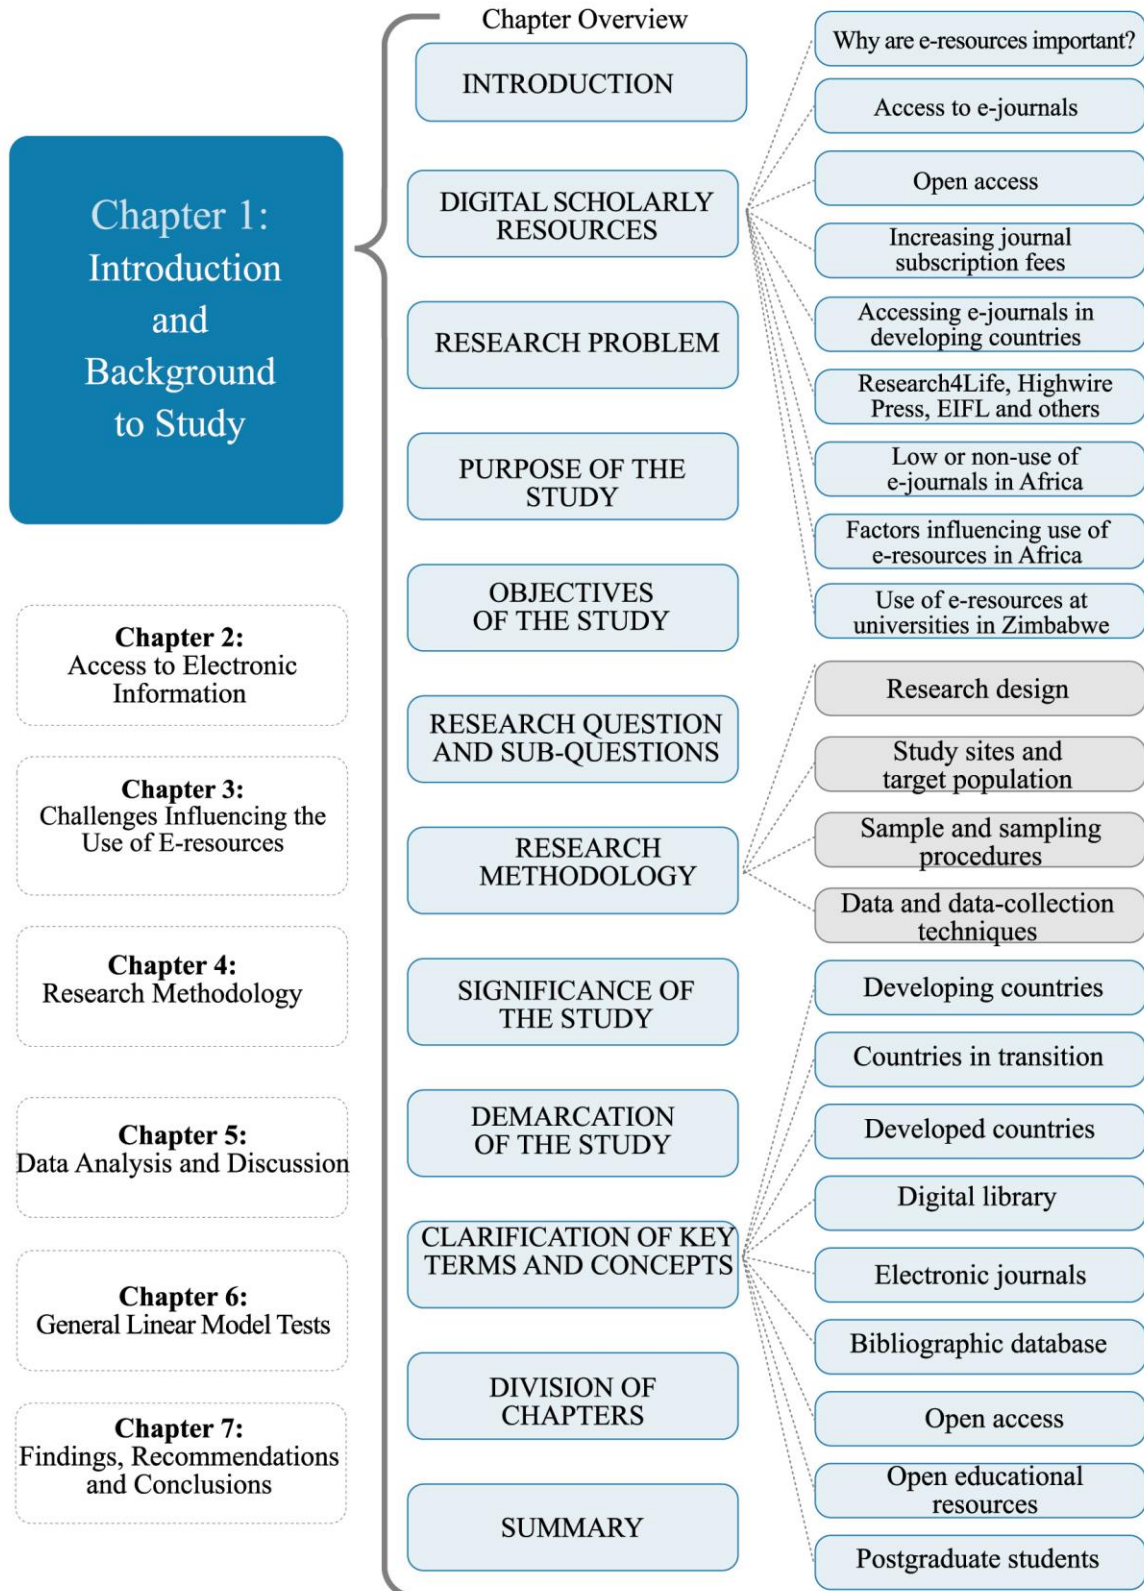 Chapter 1:
Introduction
and
Background
to Study
Chapter 2:
Access to Electronic
Information
Chapter 3:
Challenges Influencing the
Use of E-resources
Chapter 4:
Research Methodology
Chapter 5:
Data Analysis and Discussion
Chapter 6:
General Linear Model Tests
Chapter 7:
Findings, Recommendations
and Conclusions
Chapter Overview
INTRODUCTION
DIGITAL SCHOLARLY
RESOURCES
RESEARCH PROBLEM
PURPOSE OF THE
STUDY
OBJECTIVES
OF THE STUDY
RESEARCH QUESTION
AND SUB-QUESTIONS
RESEARCH
METHODOLOGY
SIGNIFICANCE OF
THE STUDY
DEMARCATION
OF THE STUDY
CLARIFICATION OF KEY
TERMS AND CONCEPTS
DIVISION OF
CHAPTERS
SUMMARY
Why are e-resources important?
Access to e-journals
Open access
Increasing journal
subscription fees
Accessing e-journals in
developing countries
Research4Life, Highwire
Press, EIFL and others
Low or non-use of
e-journals in Africa
Factors influencing use of
e-resources in Africa
Use of e-resources at
universities in Zimbabwe
Research design
Study sites and
target population
Sample and sampling
procedures
Data and data-collection
techniques
Developing countries
Countries in transition
Developed countries
Digital library
Electronic journals
Bibliographic database
Open access
Open educational
resources
Postgraduate students